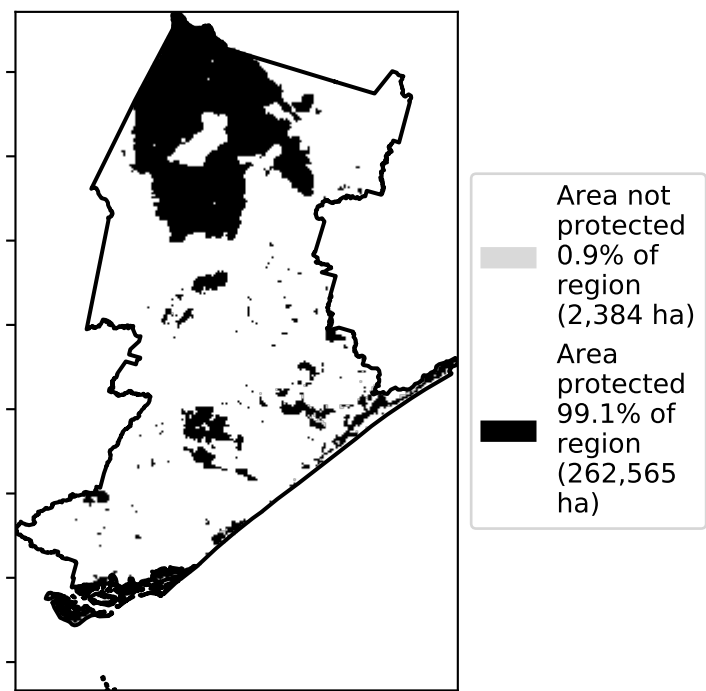 Area not
protected
0.9% of
region
(2,384 ha)
Area
protected
99.1% of
region
(262,565
ha)